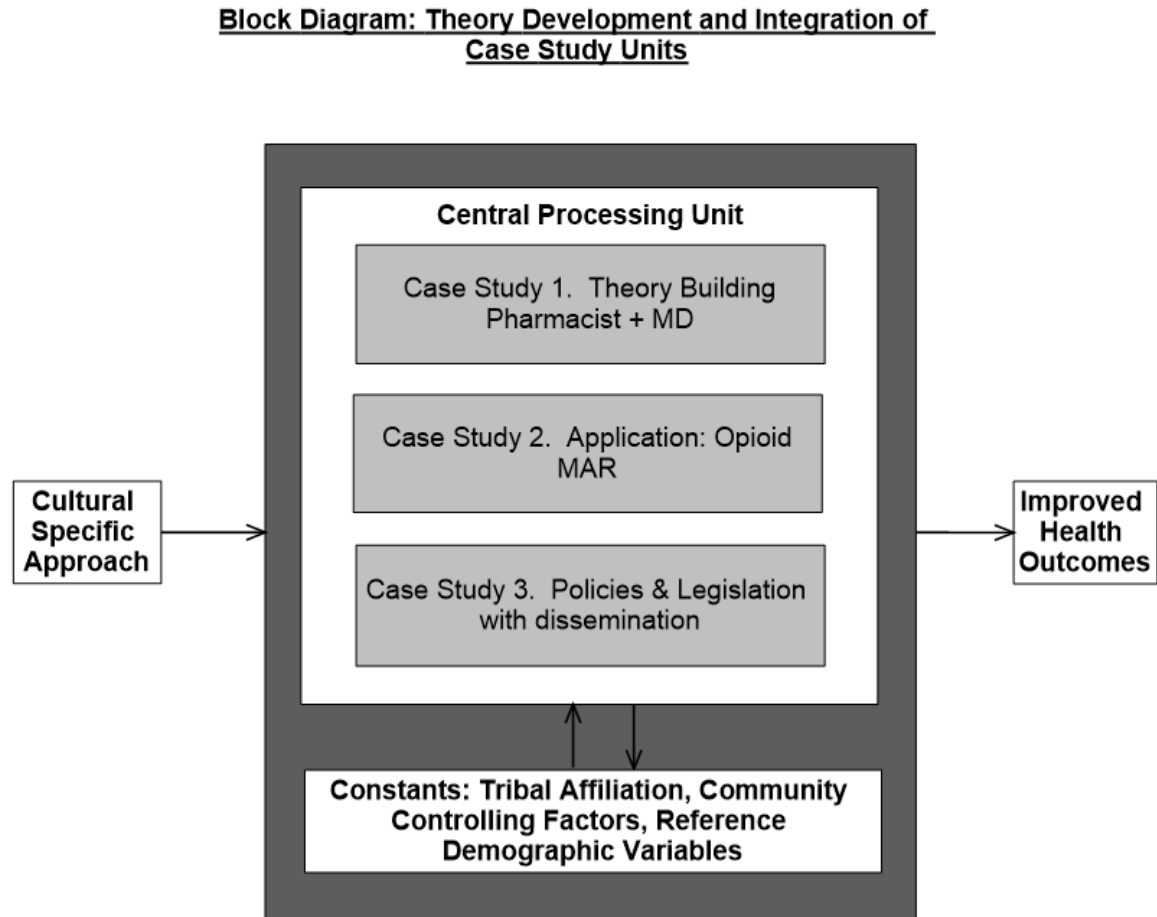 Block Diagram: Theory Development and Integration of
Case Study Units
Central Processing Unit
Case Study 1.  Theory Building
Pharmacist + MD
Case Study 2.  Application: Opioid
MAR
Case Study 3.  Policies & Legislation
with dissemination
Cultural
Specific
Approach
Improved
Health
Outcomes
Constants: Tribal Affiliation, Community
Controlling Factors, Reference
Demographic Variables